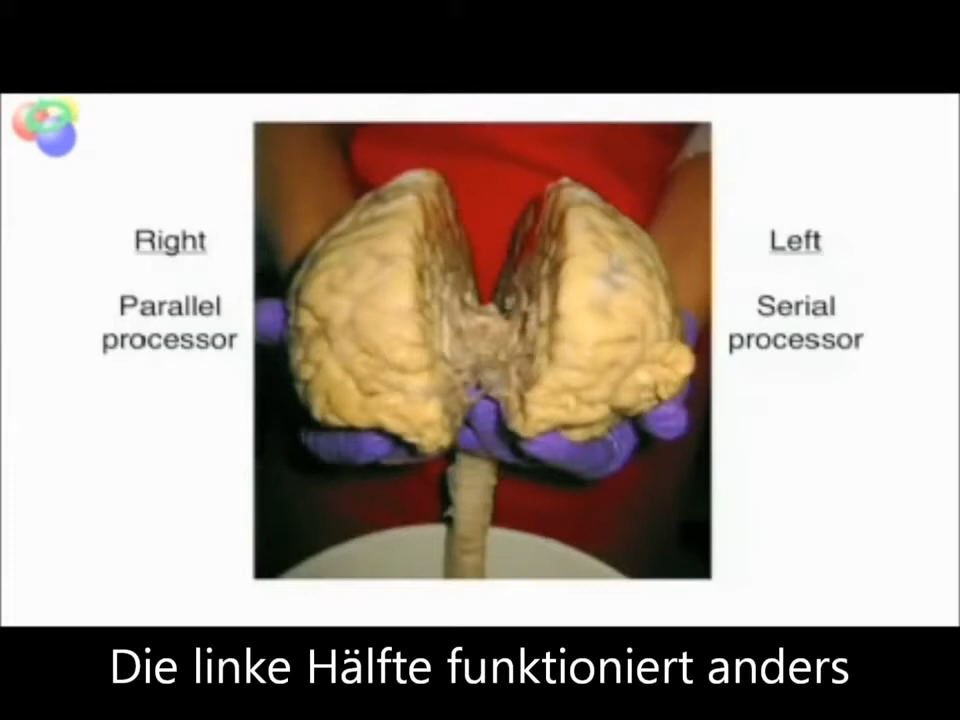 Right
Parallel
processor
Left
Serial
processor
Die linke Hälfte funktioniert anders